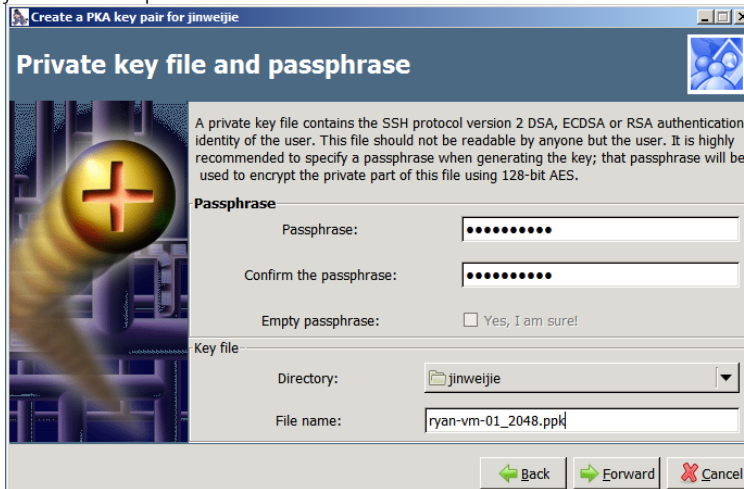 Create a PKA key pair for jinweijie
Private key file and passphrase
A private key file contains the SSH protocol version 2 DSA, ECDSA or RSA authentication
identity of the user. This file should not be readable by anyone but the user. It is highly
recommended to specify a passphrase when generating the key; that passphrase will be
used to encrypt the private part of this file using 128-bit AES.
Passphrase
Passphrase: ●●●●●●●●●●
Confirm the passphrase: ●●●●●●●●●●
Empty passphrase: Yes, I am sure!
Key file
Directory: jinweijie
File name: ryan-vm-01_2048.ppk
Back Forward Cancel